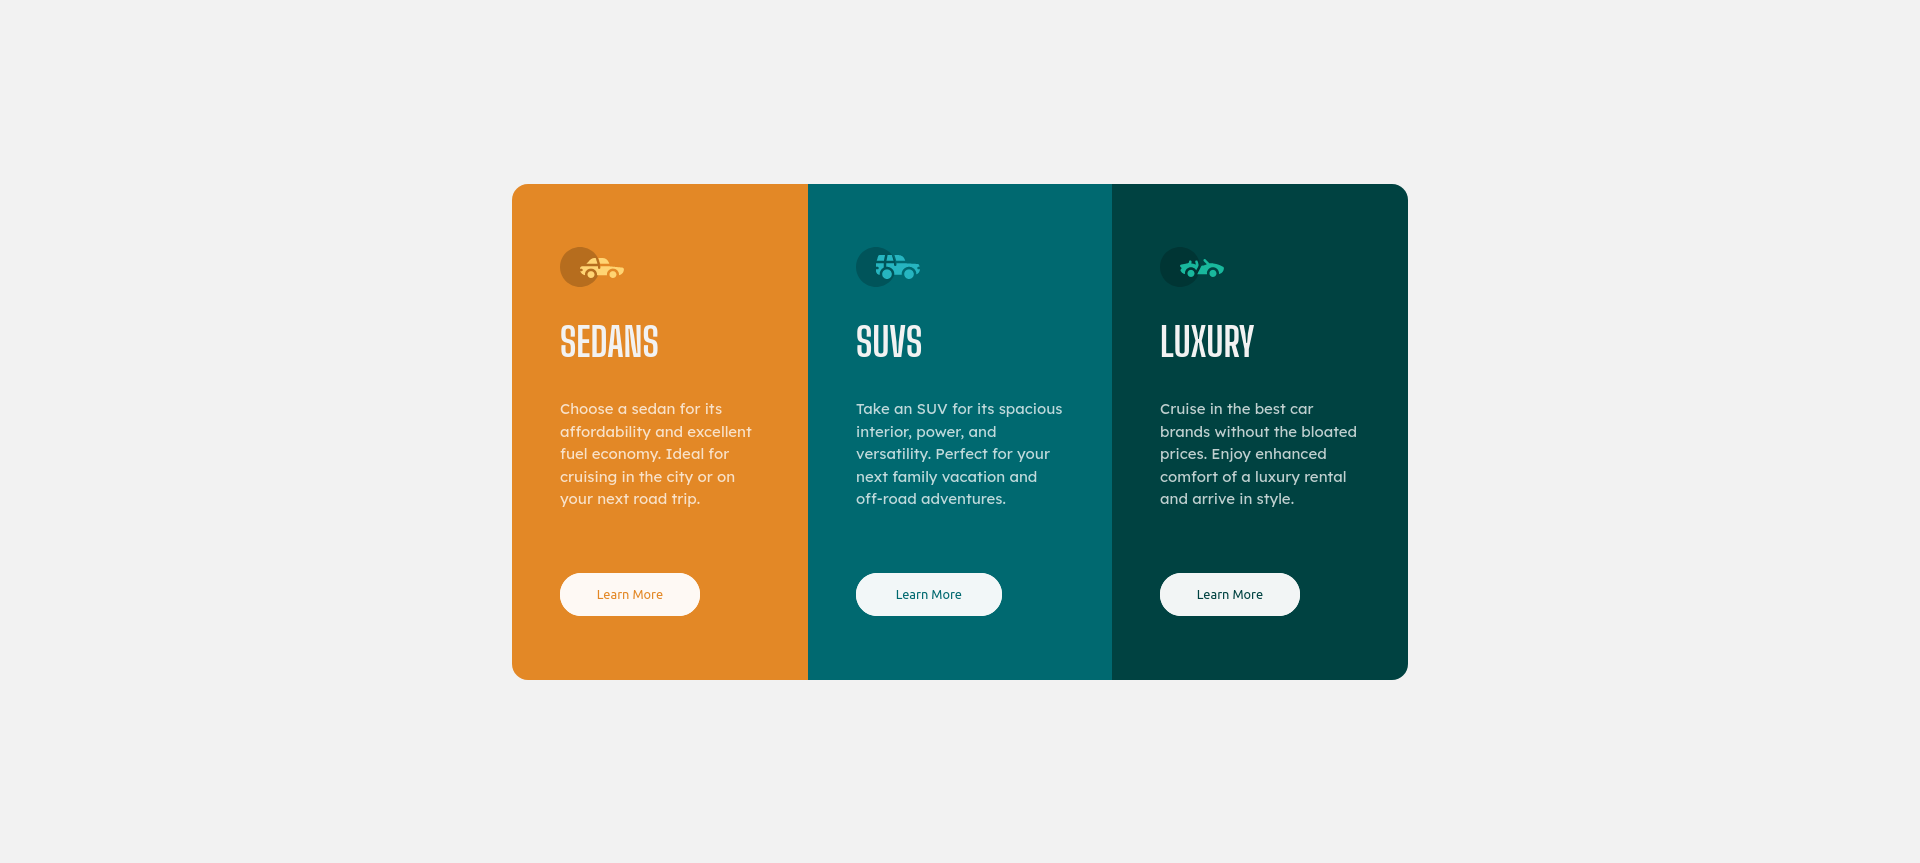 SEDANS
Choose a sedan for its
affordability and excellent
fuel economy. Ideal for
cruising in the city or on
your next road trip.
Learn More
SUVS
Take an SUV for its spacious
interior, power, and
versatility. Perfect for your
next family vacation and
off-road adventures.
Learn More
LUXURY
Cruise in the best car
brands without the bloated
prices. Enjoy enhanced
comfort of a luxury rental
and arrive in style.
Learn More